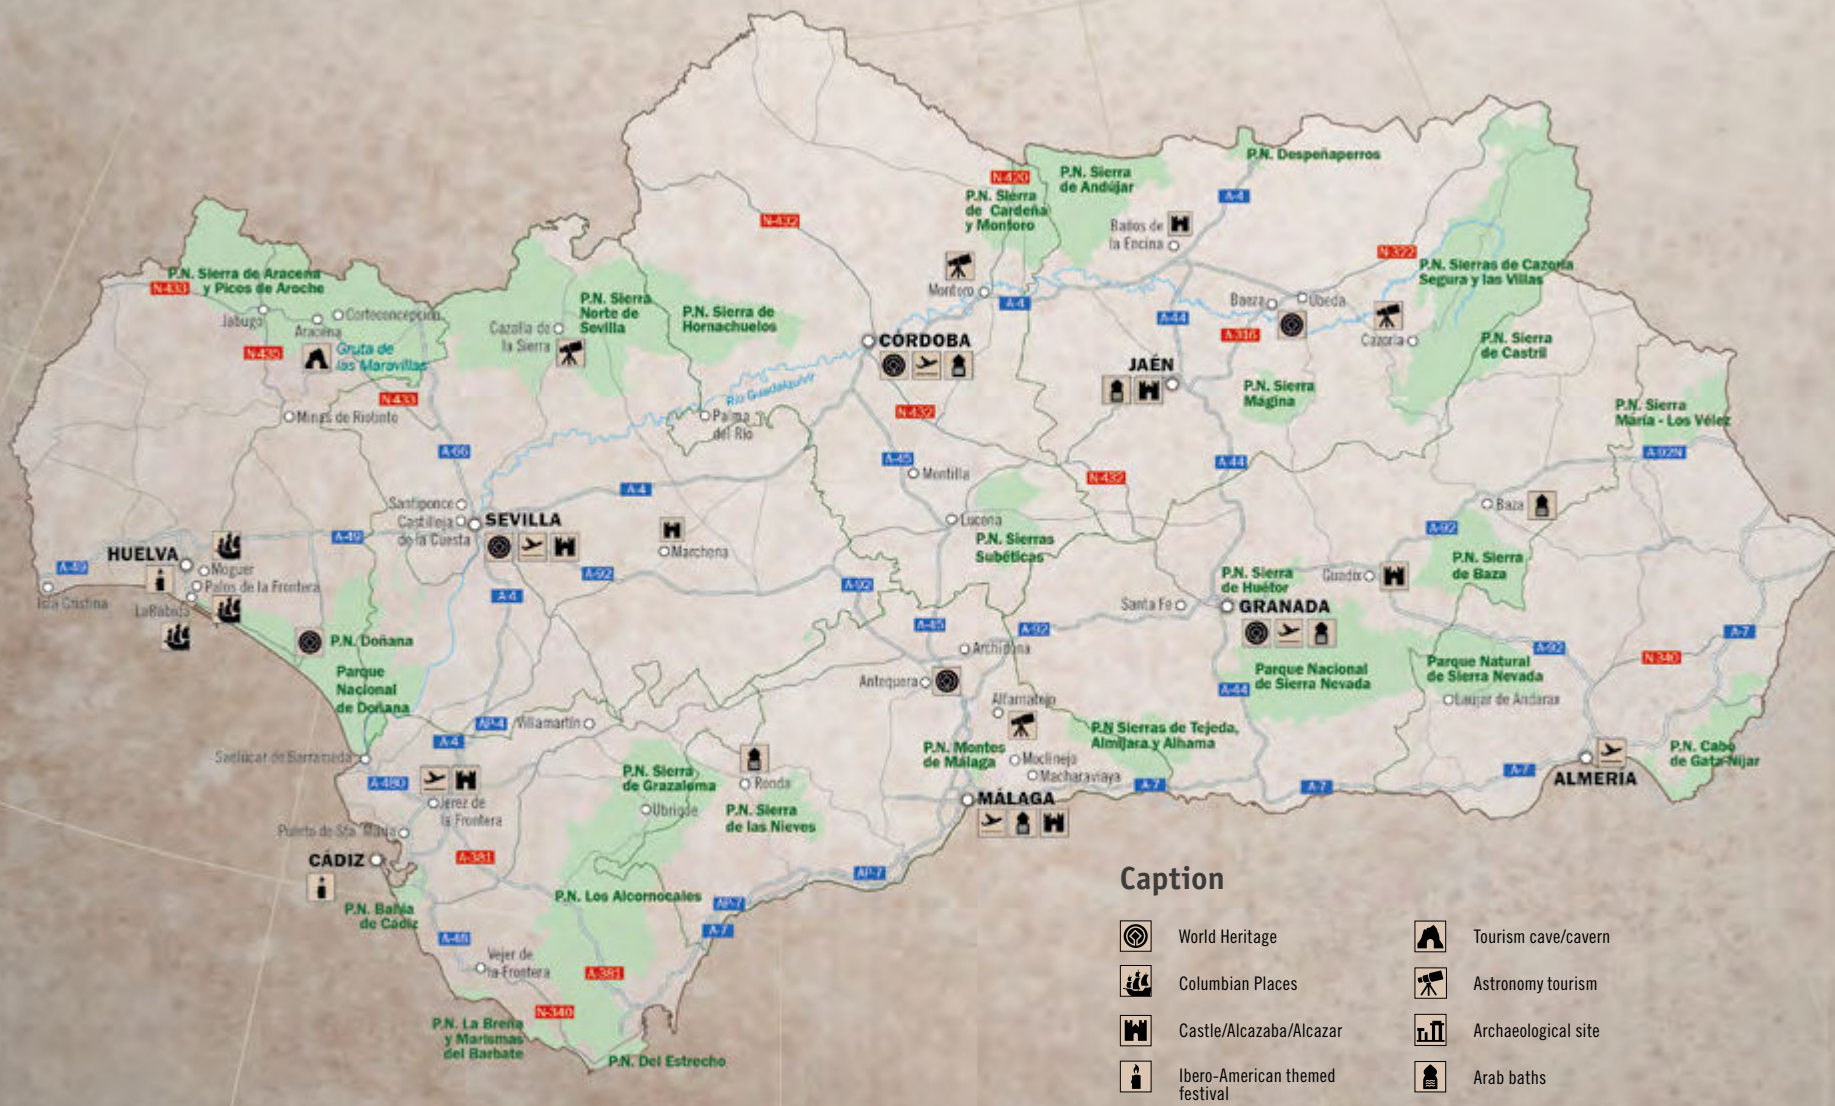 P.N. Despeñaperros
P.N. Sierra
de Andújar
N-420
P.N. Sierra
de Cardeña
y Montoro
A-4
N-432
Baños de
la Encina
N-322
P.N. Sierras de Cazorla
Segura y las Villas
P.N. Sierra de Aracena
y Picos de Aroche
N-433
Jabugo
Aracena
Corteconcepción
N-435
Gruta de
las Maravillas
N-433
Minas de Riotinto
P.N. Sierra
Norte de
Sevilla
Cazalla de
la Sierra
P.N. Sierra de
Hornachuelos
Montoro
A-4
CÓRDOBA
Río Guadalquivir
Palma
del Río
N-432
A-44
Baeza
Úbeda
A-316
Cazorla
P.N. Sierra
de Castril
JAÉN
P.N. Sierra
Mágina
P.N. Sierra
María - Los Vélez
A-92N
A-66
A-4
A-45
Montilla
N-432
A-44
Santiponce
Castilleja
de la Cuesta
SEVILLA
Marchena
Lucena
P.N. Sierras
Subéticas
Baza
A-92
P.N. Sierra
de Baza
HUELVA
A-49
A-49
Moguer
Palos de la Frontera
La Rábida
Isla Cristina
A-92
A-4
A-92
P.N. Sierra
de Huétor
Guadix
GRANADA
Santa Fe
A-45
A-92
Archidona
Antequera
A-7
A-92
N-340
P.N. Doñana
Parque
Nacional
de Doñana
Parque Nacional
de Sierra Nevada
Parque Natural
de Sierra Nevada
A-44
Laujar de Andarax
Alfarnatejo
AP-4
Villamartín
A-4
Sanlúcar de Barrameda
A-480
Jerez de
la Frontera
P.N. Sierra
de Grazalema
Ubrique
Ronda
P.N. Sierra
de las Nieves
P.N. Montes
de Málaga
Moclinejo
Macharaviaya
P.N Sierras de Tejeda,
Almijara y Alhama
A-7
A-7
A-7
ALMERÍA
P.N. Cabo
de Gata-Níjar
MÁLAGA
Puerto de Sta. María
CÁDIZ
A-381
AP-7
P.N. Los Alcornocales
AP-7
A-7
P.N. Bahía
de Cádiz
A-48
Vejer de
la Frontera
A-381
N-340
P.N. La Breña
y Marismas
del Barbate
P.N. Del Estrecho
Caption
World Heritage
Columbian Places
Castle/Alcazaba/Alcazar
Ibero-American themed
festival
Tourism cave/cavern
Astronomy tourism
Archaeological site
Arab baths